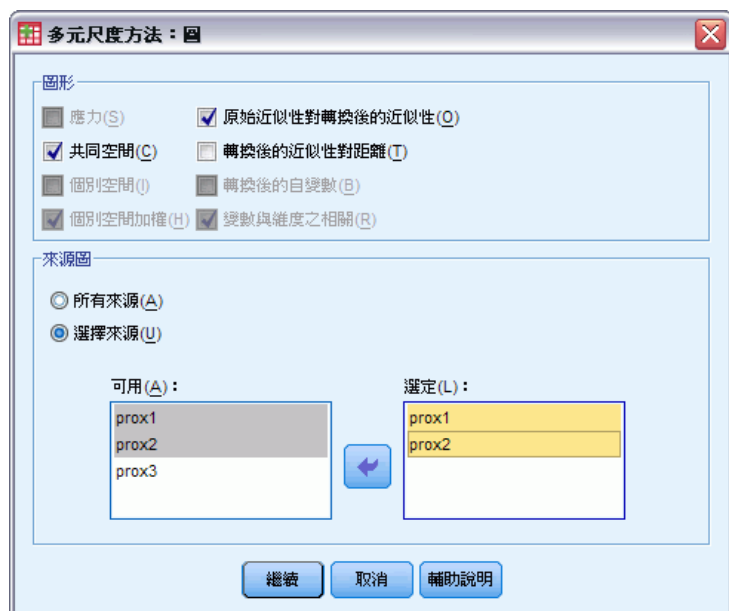 多元尺度方法：圖
圖形
應力(S)
原始近似性對轉換後的近似性(O)
共同空間(C)
轉換後的近似性對距離(T)
個別空間(I)
轉換後的自變數(B)
個別空間加權(H)
變數與維度之相關(R)
來源圖
所有來源(A)
選擇來源(U)
可用(A)：
選定(L)：
prox1
prox2
prox3
prox1
prox2
繼續
取消
輔助說明